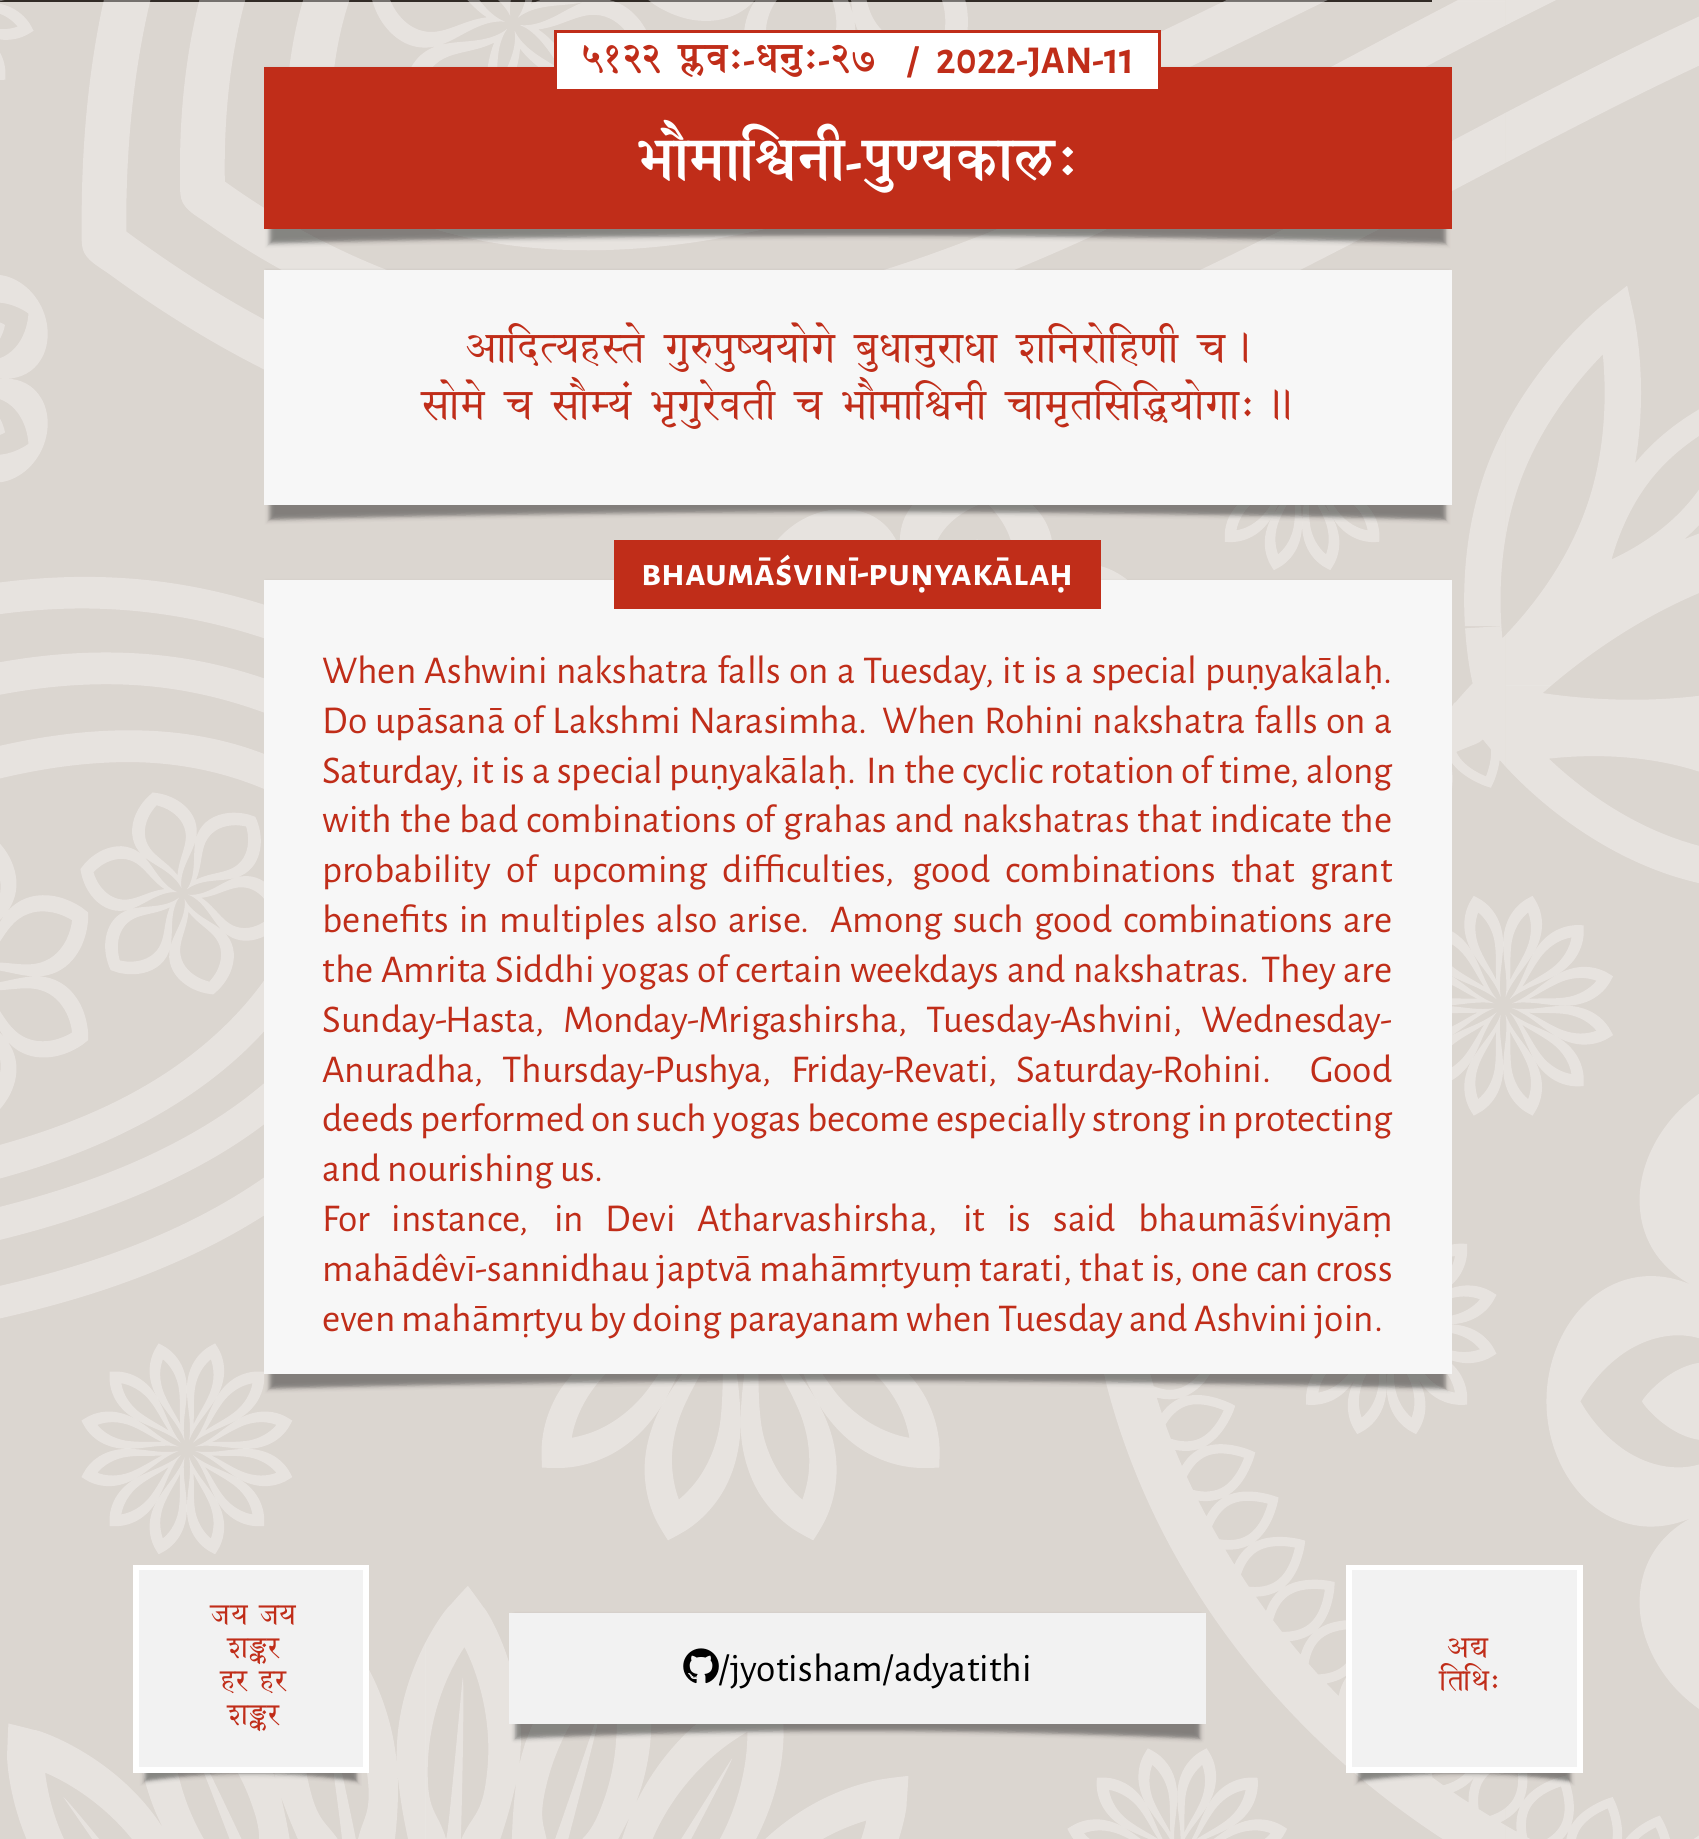 ५१२२ प्लवः-धनुः-२७ / 2022-JAN-11
भौमाश्विनी-पुण्यकालः
आदित्यहस्ते गुरुपुष्ययोगे बुधानुराधा शनिरोहिणी च।
सोमे च सौम्यं भृगुरेवती च भौमाश्विनी चामृतसिद्धियोगाः॥
BHAUMĀŚVINĪ-PUṆYAKĀLAḤ
When Ashwini nakshatra falls on a Tuesday, it is a special puṇyakālaḥ.
Do upāsanā of Lakshmi Narasimha. When Rohini nakshatra falls on a
Saturday, it is a special puṇyakālaḥ. In the cyclic rotation of time, along
with the bad combinations of grahas and nakshatras that indicate the
probability of upcoming difficulties, good combinations that grant
benefits in multiples also arise. Among such good combinations are
the Amrita Siddhi yogas of certain weekdays and nakshatras. They are
Sunday-Hasta, Monday-Mrigashirsha, Tuesday-Ashvini, Wednesday-
Anuradha, Thursday-Pushya, Friday-Revati, Saturday-Rohini. Good
deeds performed on such yogas become especially strong in protecting
and nourishing us.
For instance, in Devi Atharvashirsha, it is said bhaumāśvinyāṃ
mahādêvī-sannidhau japtvā mahāmṛtyuṃ tarati, that is, one can cross
even mahāmṛtyu by doing parayanam when Tuesday and Ashvini join.
जय जय
शङ्कर
हर हर
शङ्कर
/jyotisham/adyatithi
अद्य
तिथिः